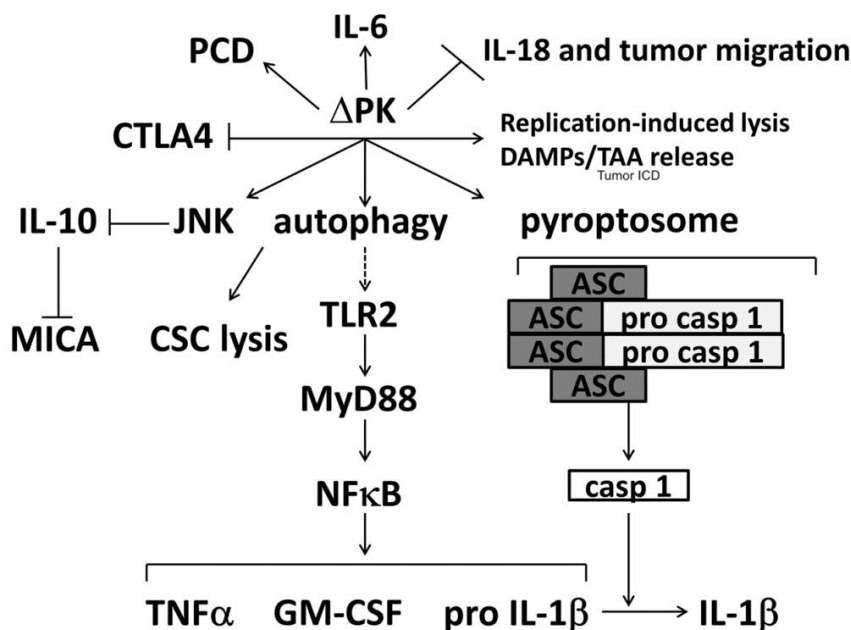 IL-6
PCD
IL-18 and tumor migration
ΔPK
CTLA4
Replication-induced lysis
DAMPs/TAA release
Tumor ICD
IL-10
JNK
autophagy
pyroptosome
ASC
ASC pro casp 1
ASC pro casp 1
ASC
MICA
CSC lysis
TLR2
MyD88
NFκB
casp 1
TNFα
GM-CSF
pro IL-1β
IL-1β